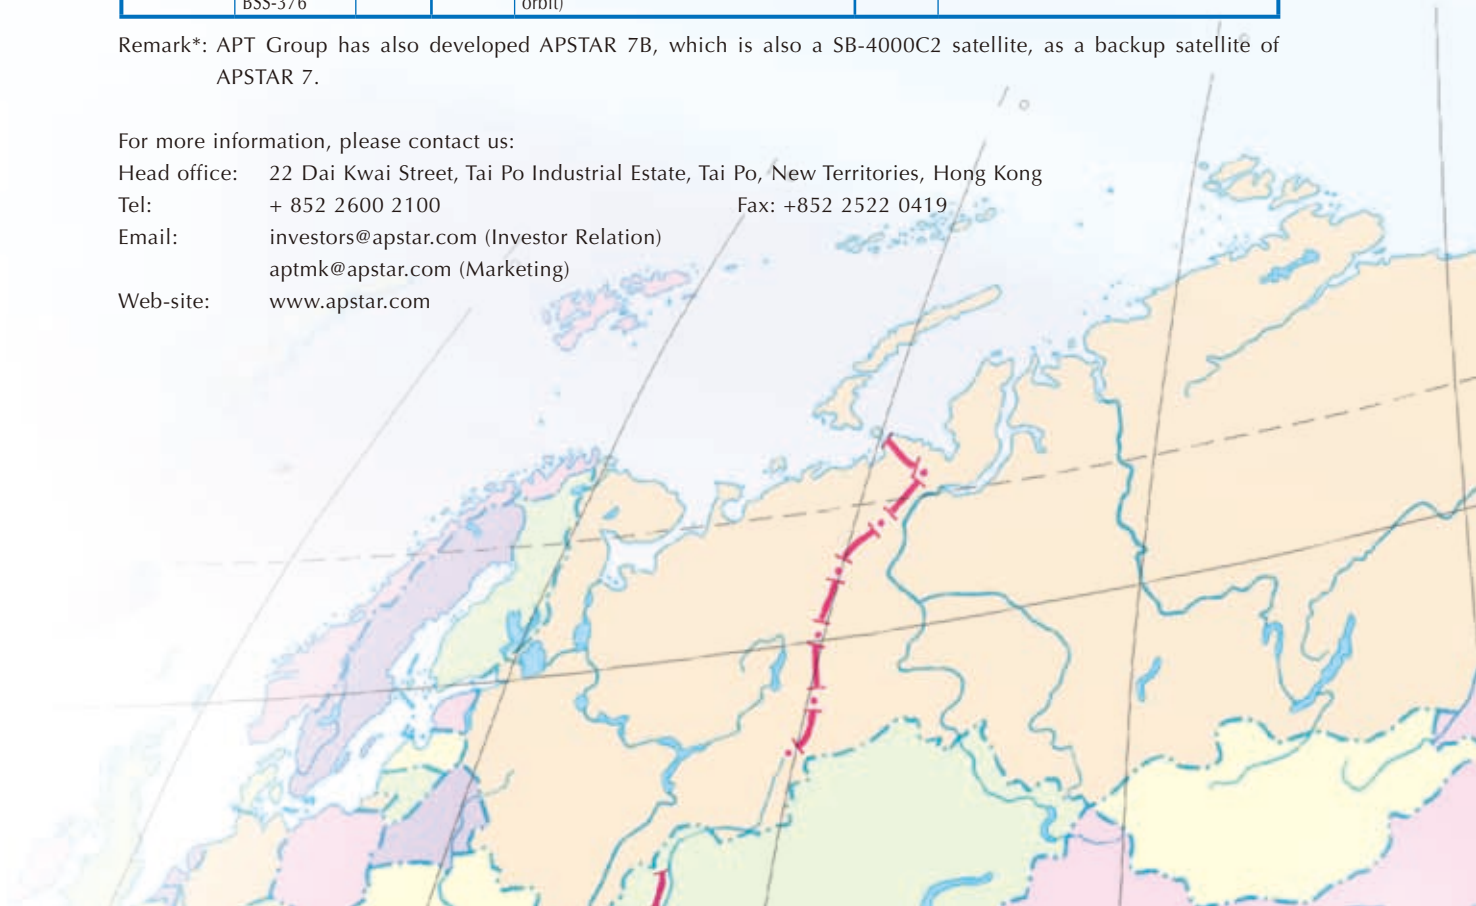 BSS-376
orbit)
Remark*: APT Group has also developed APSTAR 7B, which is also a SB-4000C2 satellite, as a backup satellite of
APSTAR 7.
For more information, please contact us:
Head office: 22 Dai Kwai Street, Tai Po Industrial Estate, Tai Po, New Territories, Hong Kong
Tel: + 852 2600 2100 Fax: +852 2522 0419
Email: investors@apstar.com (Investor Relation)
aptmk@apstar.com (Marketing)
Web-site: www.apstar.com